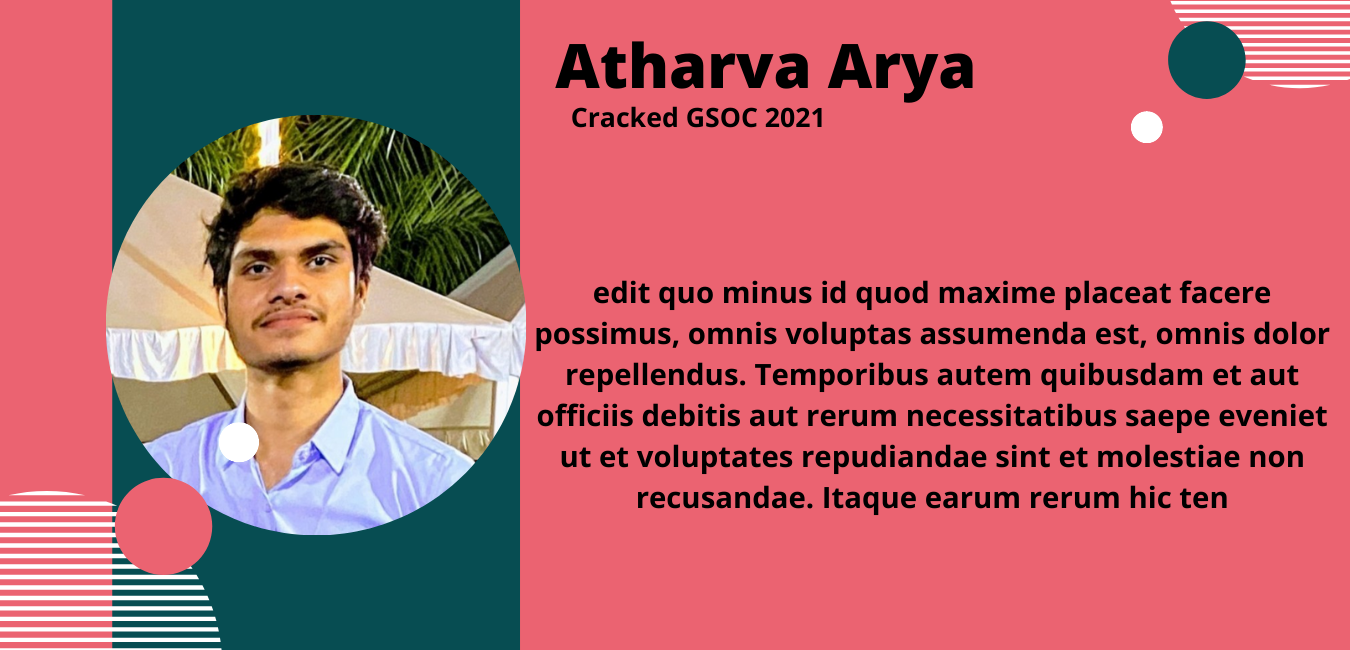 Atharva Arya
Cracked GSOC 2021
edit quo minus id quod maxime placeat facere
possimus, omnis voluptas assumenda est, omnis dolor
repellendus. Temporibus autem quibusdam et aut
officiis debitis aut rerum necessitatibus saepe eveniet
ut et voluptates repudiandae sint et molestiae non
recusandae. Itaque earum rerum hic ten